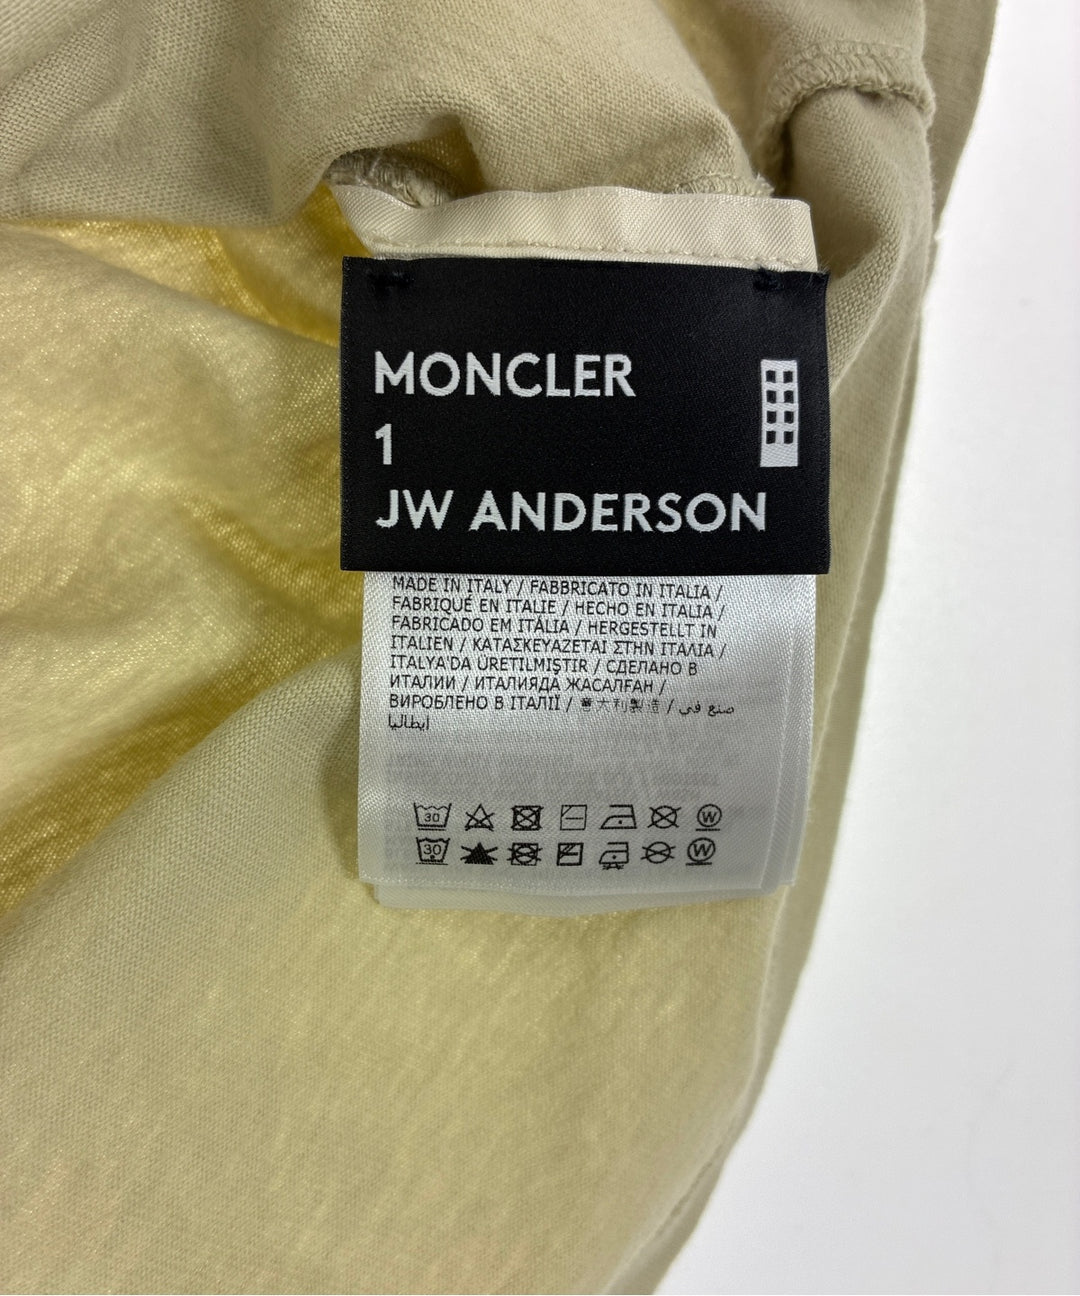 MONCLER
1
JW ANDERSON
MADE IN ITALY / FABBRICATO IN ITALIA /
FABRIQUÉ EN ITALIE / HECHO EN ITALIA /
FABRICADO EM ITÁLIA / HERGESTELLT IN
ITALIEN / ΚΑΤΑΣΚΕΥΑΖΕΤΑΙ ΣΤΗΝ ΙΤΑΛΙΑ /
ITALYA'DA ÜRETILMIŞTIR / СДЕЛАНО В
ИТАЛИИ / ИТАЛИЯДА ЖАСАЛҒАН /
ВИРОБЛЕНО В ІТАЛІЇ / 意大利製造 / صنع في
ايطاليا
30 W
30 W